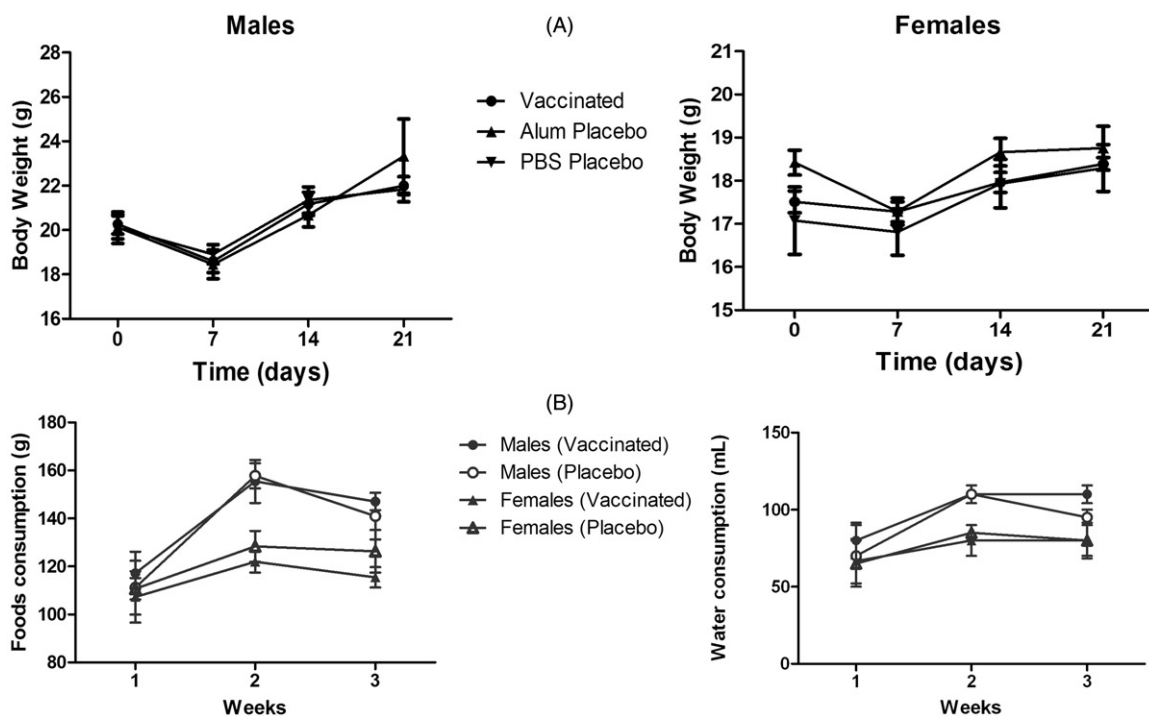 Males
(A)
Females
Body Weight (g)
28
26
24
22
20
18
16
0
7
14
21
Time (days)
Vaccinated
Alum Placebo
PBS Placebo
Body Weight (g)
21
20
19
18
17
16
15
0
7
14
21
Time (days)
(B)
Foods consumption (g)
180
160
140
120
100
80
1
2
3
Weeks
Males (Vaccinated)
Males (Placebo)
Females (Vaccinated)
Females (Placebo)
Water consumption (mL)
150
100
50
0
1
2
3
Weeks